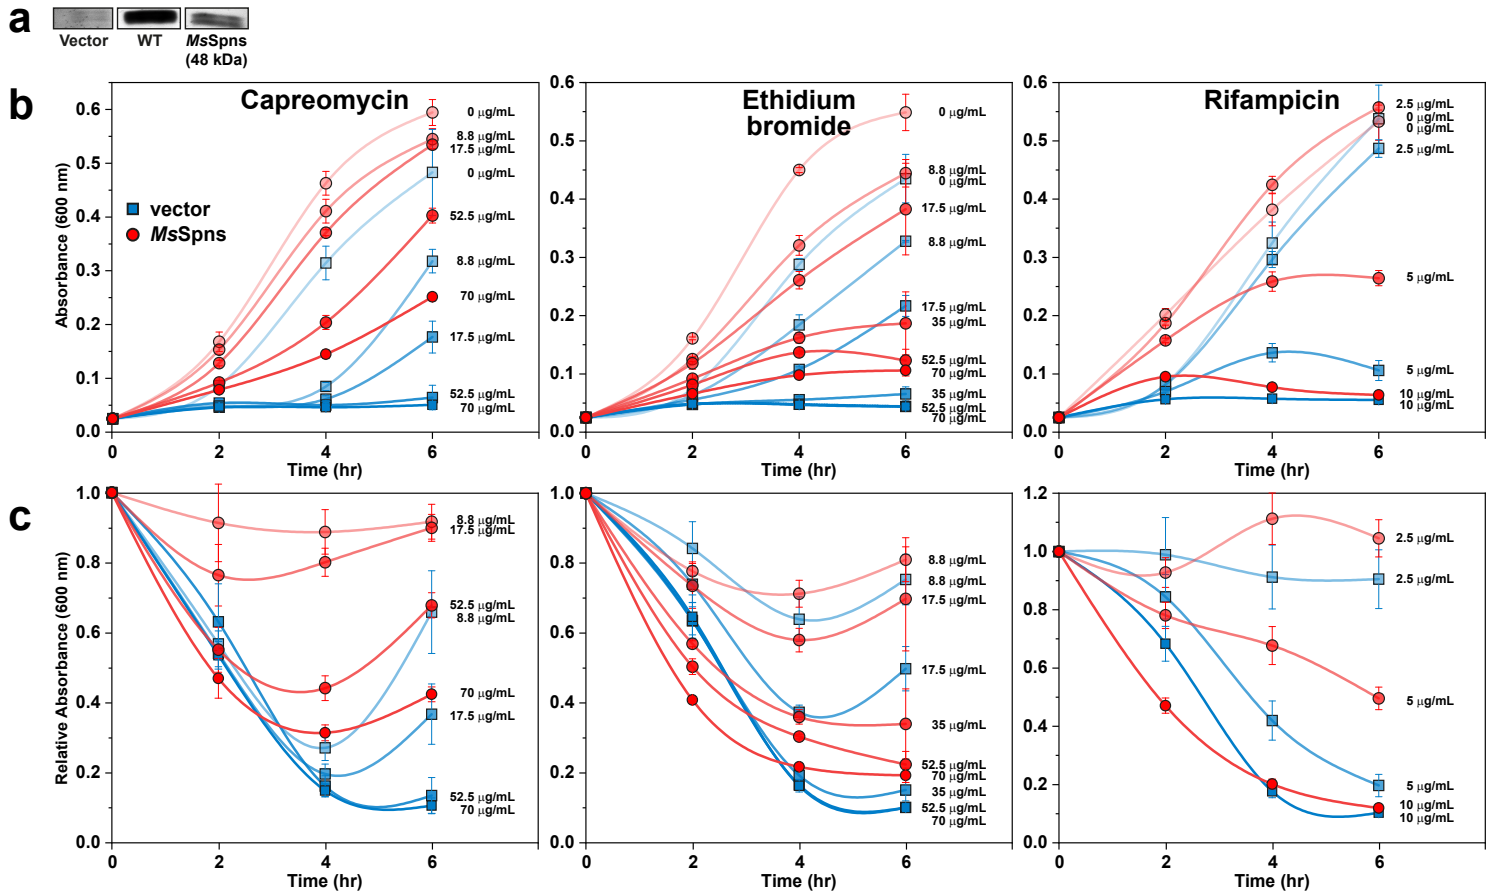 a
Vector WT MsSpns
(48 kDa)
b
Absorbance (600 nm)
0.6
0.5
0.4
0.3
0.2
0.1
0.0
Capreomycin
vector
MsSpns
0 µg/mL
8.8 µg/mL
17.5 µg/mL
0 µg/mL
52.5 µg/mL
8.8 µg/mL
70 µg/mL
17.5 µg/mL
52.5 µg/mL
70 µg/mL
0 2 4 6
Time (hr)
0.6
0.5
0.4
0.3
0.2
0.1
0.0
Ethidium
bromide
0 µg/mL
8.8 µg/mL
0 µg/mL
17.5 µg/mL
8.8 µg/mL
17.5 µg/mL
35 µg/mL
52.5 µg/mL
70 µg/mL
35 µg/mL
52.5 µg/mL
70 µg/mL
0 2 4 6
Time (hr)
0.6
0.5
0.4
0.3
0.2
0.1
0.0
Rifampicin
2.5 µg/mL
0 µg/mL
0 µg/mL
2.5 µg/mL
5 µg/mL
5 µg/mL
10 µg/mL
10 µg/mL
0 2 4 6
Time (hr)
c
Relative Absorbance (600 nm)
1.0
0.8
0.6
0.4
0.2
0.0
8.8 µg/mL
17.5 µg/mL
52.5 µg/mL
8.8 µg/mL
70 µg/mL
17.5 µg/mL
52.5 µg/mL
70 µg/mL
0 2 4 6
Time (hr)
1.0
0.8
0.6
0.4
0.2
0.0
8.8 µg/mL
8.8 µg/mL
17.5 µg/mL
17.5 µg/mL
35 µg/mL
52.5 µg/mL
70 µg/mL
35 µg/mL
52.5 µg/mL
70 µg/mL
0 2 4 6
Time (hr)
1.2
1.0
0.8
0.6
0.4
0.2
0.0
2.5 µg/mL
2.5 µg/mL
5 µg/mL
5 µg/mL
10 µg/mL
10 µg/mL
0 2 4 6
Time (hr)